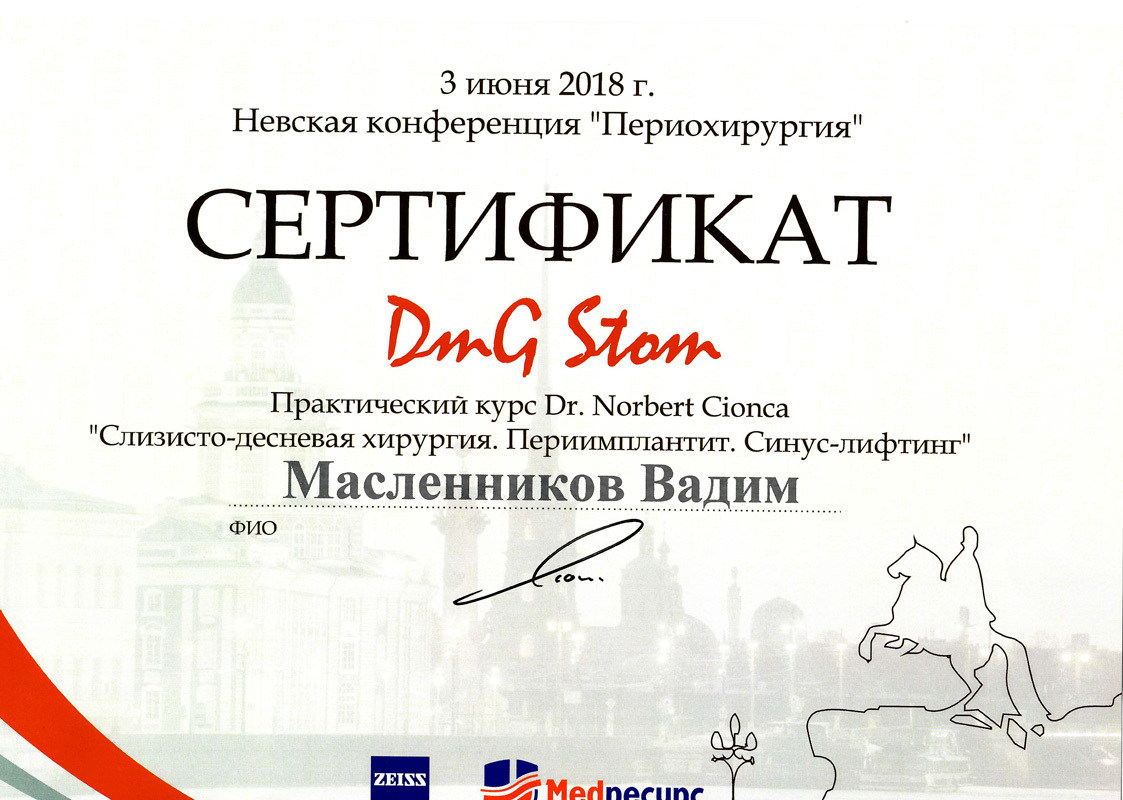 3 июня 2018 г.
Невская конференция "Периохирургия"
СЕРТИФИКАТ
DmG Stom
Практический курс Dr. Norbert Cionca
"Слизисто-десневая хирургия. Периимплантит. Синус-лифтинг"
Масленников Вадим
ФИО
ZEISS
Medресурс